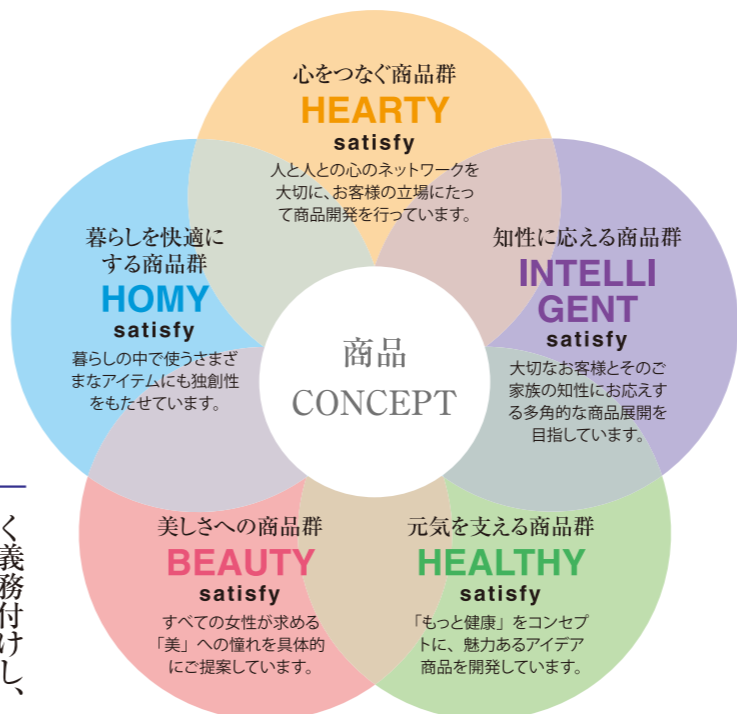 心をつなぐ商品群
HEARTY
satisfy
人と人との心のネットワークを
大切に、お客様の立場にたっ
て商品開発を行っています。
暮らしを快適に
する商品群
HOMY
satisfy
暮らしの中で使うさまざ
まなアイテムにも独創性
をもたせています。
知性に応える商品群
INTELLI
GENT
satisfy
大切なお客様とそのご
家族の知性にお応えす
る多角的な商品展開を
目指しています。
商品
CONCEPT
美しさへの商品群
BEAUTY
satisfy
すべての女性が求める
「美」への憧れを具体的
にご提案しています。
元気を支える商品群
HEALTHY
satisfy
「もっと健康」をコンセプ
トに、魅力あるアイデア
商品を開発しています。
く義務付けし、